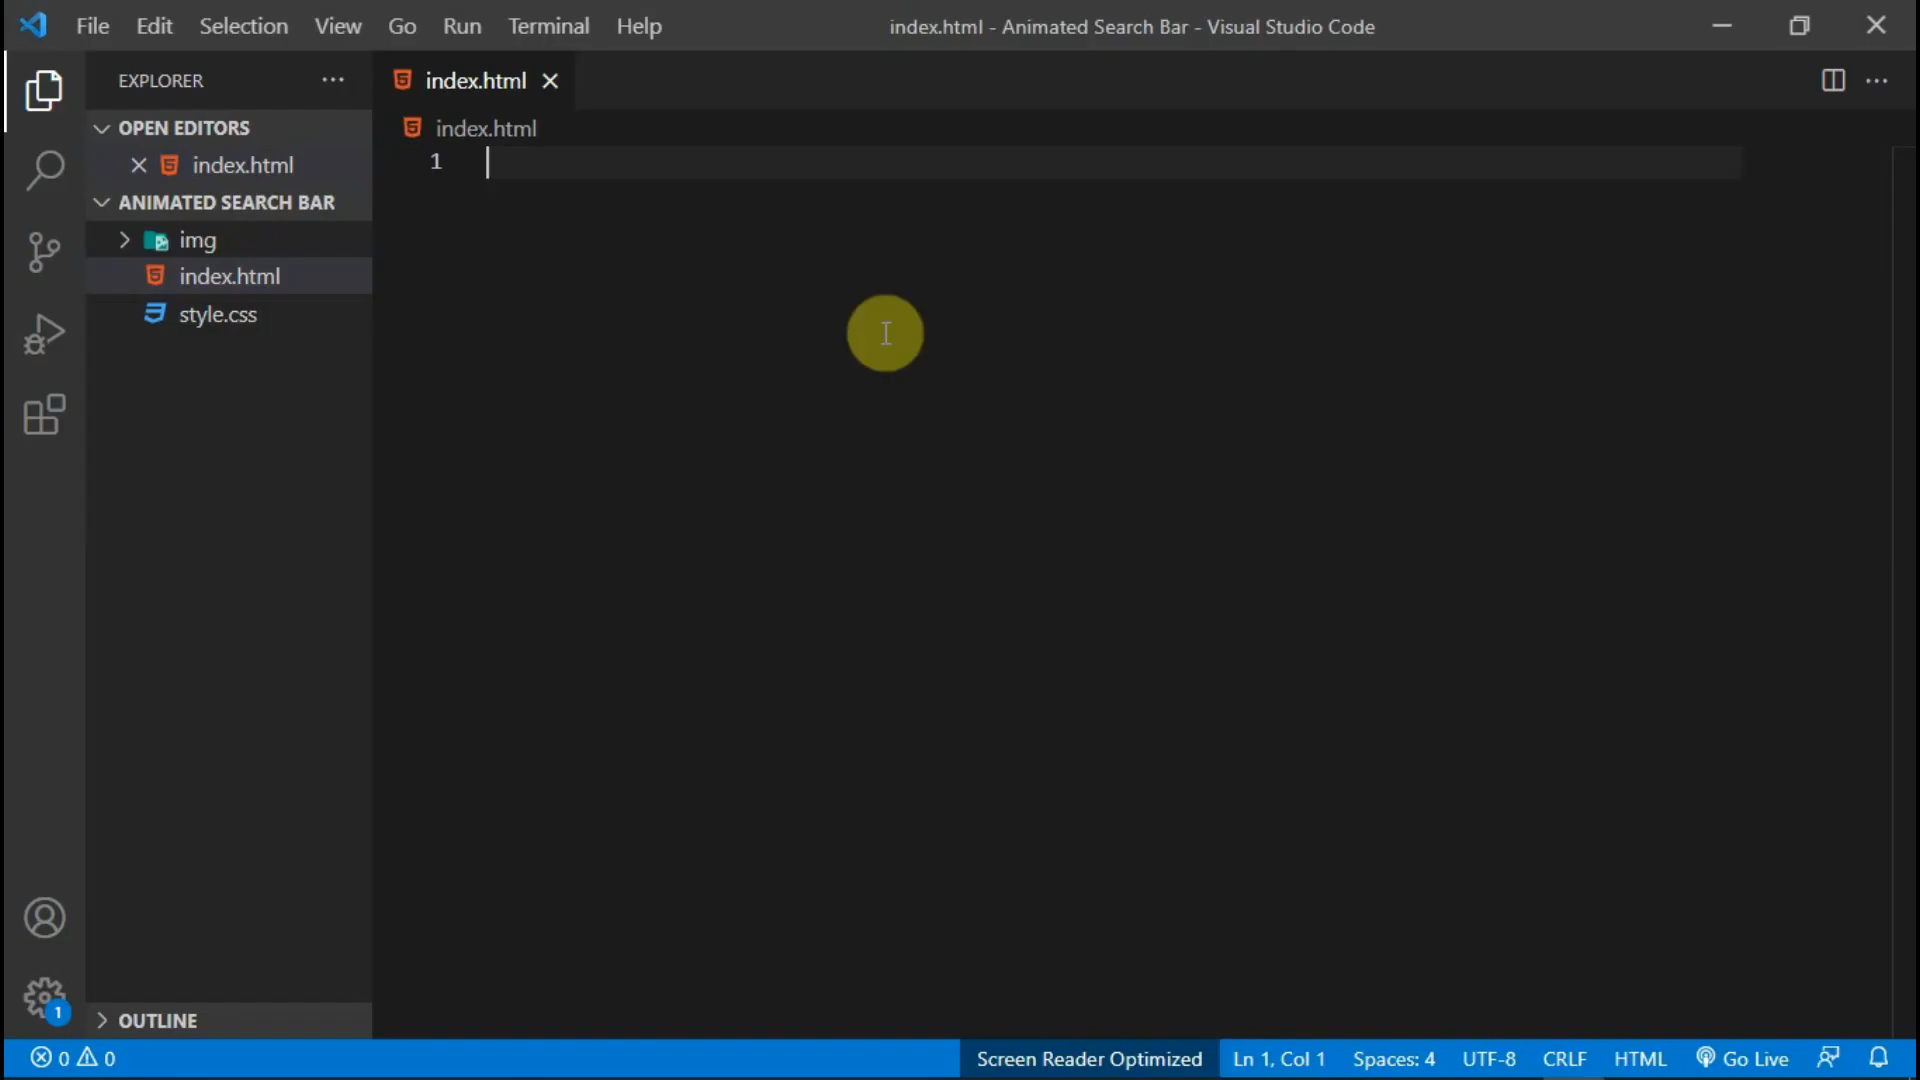 File Edit Selection View Go Run Terminal Help index.html - Animated Search Bar - Visual Studio Code
EXPLORER
index.html
OPEN EDITORS
index.html
index.html
1
ANIMATED SEARCH BAR
img
index.html
style.css
1
OUTLINE
0 0 Screen Reader Optimized Ln 1, Col 1 Spaces: 4 UTF-8 CRLF HTML Go Live